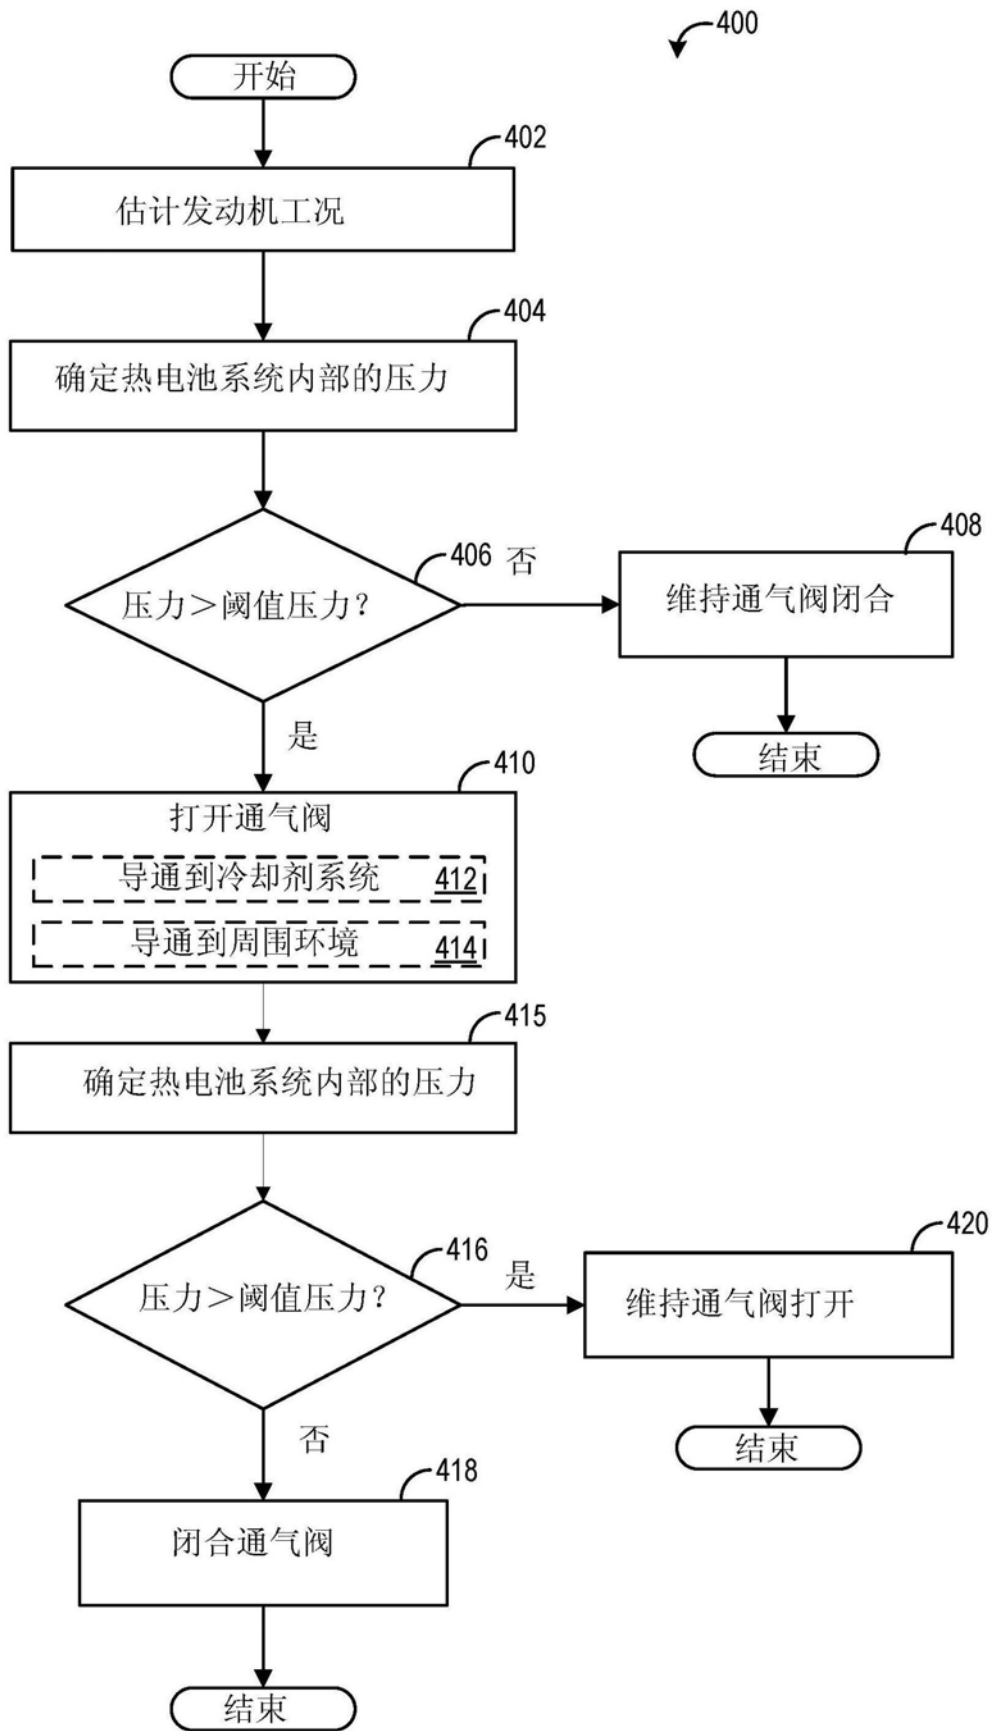 400
开始
402
估计发动机工况
404
确定热电池系统内部的压力
406
压力＞阈值压力？
否
408
维持通气阀闭合
结束
是
410
打开通气阀
导通到冷却剂系统 412
导通到周围环境 414
415
确定热电池系统内部的压力
416
压力＞阈值压力？
是
420
维持通气阀打开
结束
否
418
闭合通气阀
结束